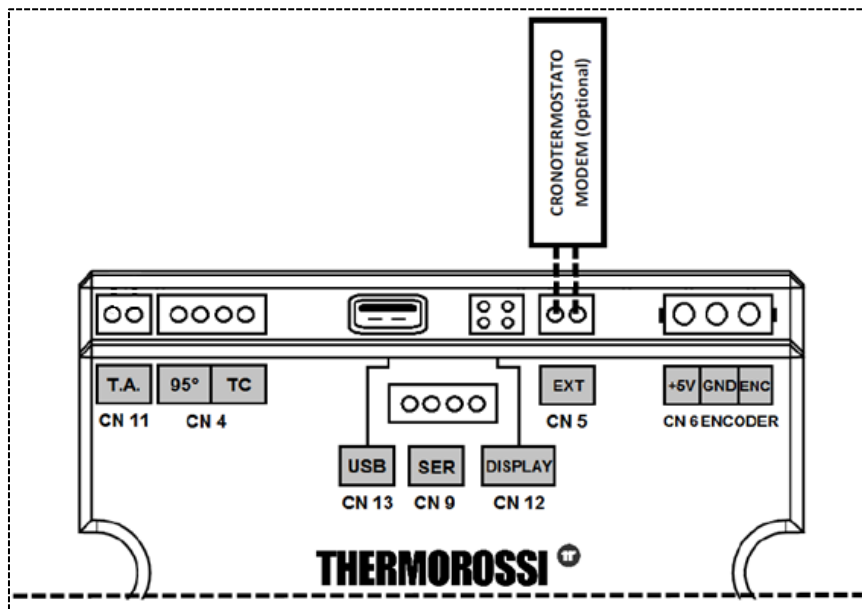 CRONOTERMOSTATO
MODEM (Optional)
T.A.
95°
TC
EXT
+5V
GND
ENC
CN 11
CN 4
CN 5
CN 6 ENCODER
USB
SER
DISPLAY
CN 13
CN 9
CN 12
THERMOROSSI